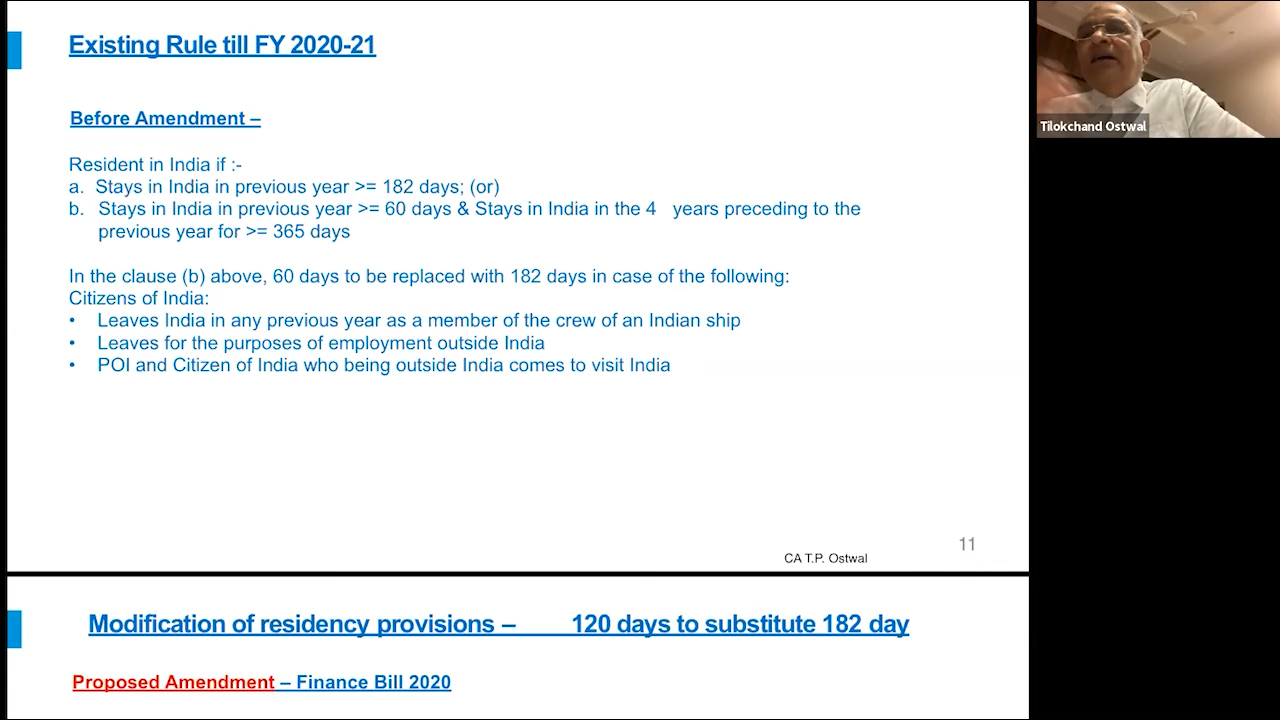 Existing Rule till FY 2020-21
Before Amendment –
Resident in India if :-
a. Stays in India in previous year >= 182 days; (or)
b. Stays in India in previous year >= 60 days & Stays in India in the 4 years preceding to the
previous year for >= 365 days
In the clause (b) above, 60 days to be replaced with 182 days in case of the following:
Citizens of India:
• Leaves India in any previous year as a member of the crew of an Indian ship
• Leaves for the purposes of employment outside India
• POI and Citizen of India who being outside India comes to visit India
11
CA T.P. Ostwal
Modification of residency provisions – 120 days to substitute 182 day
Proposed Amendment – Finance Bill 2020
Tilokchand Ostwal